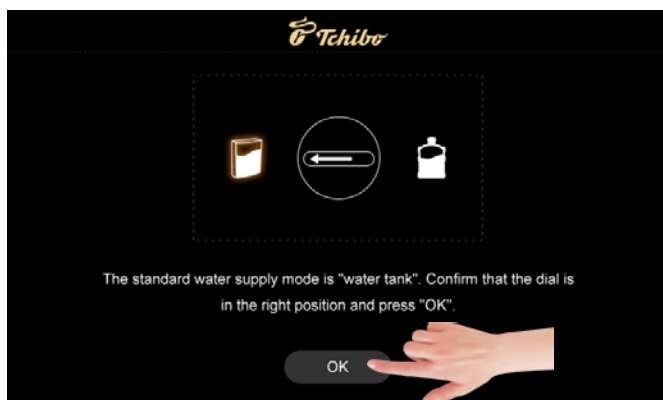 Tchibo
The standard water supply mode is "water tank". Confirm that the dial is
in the right position and press "OK".
OK